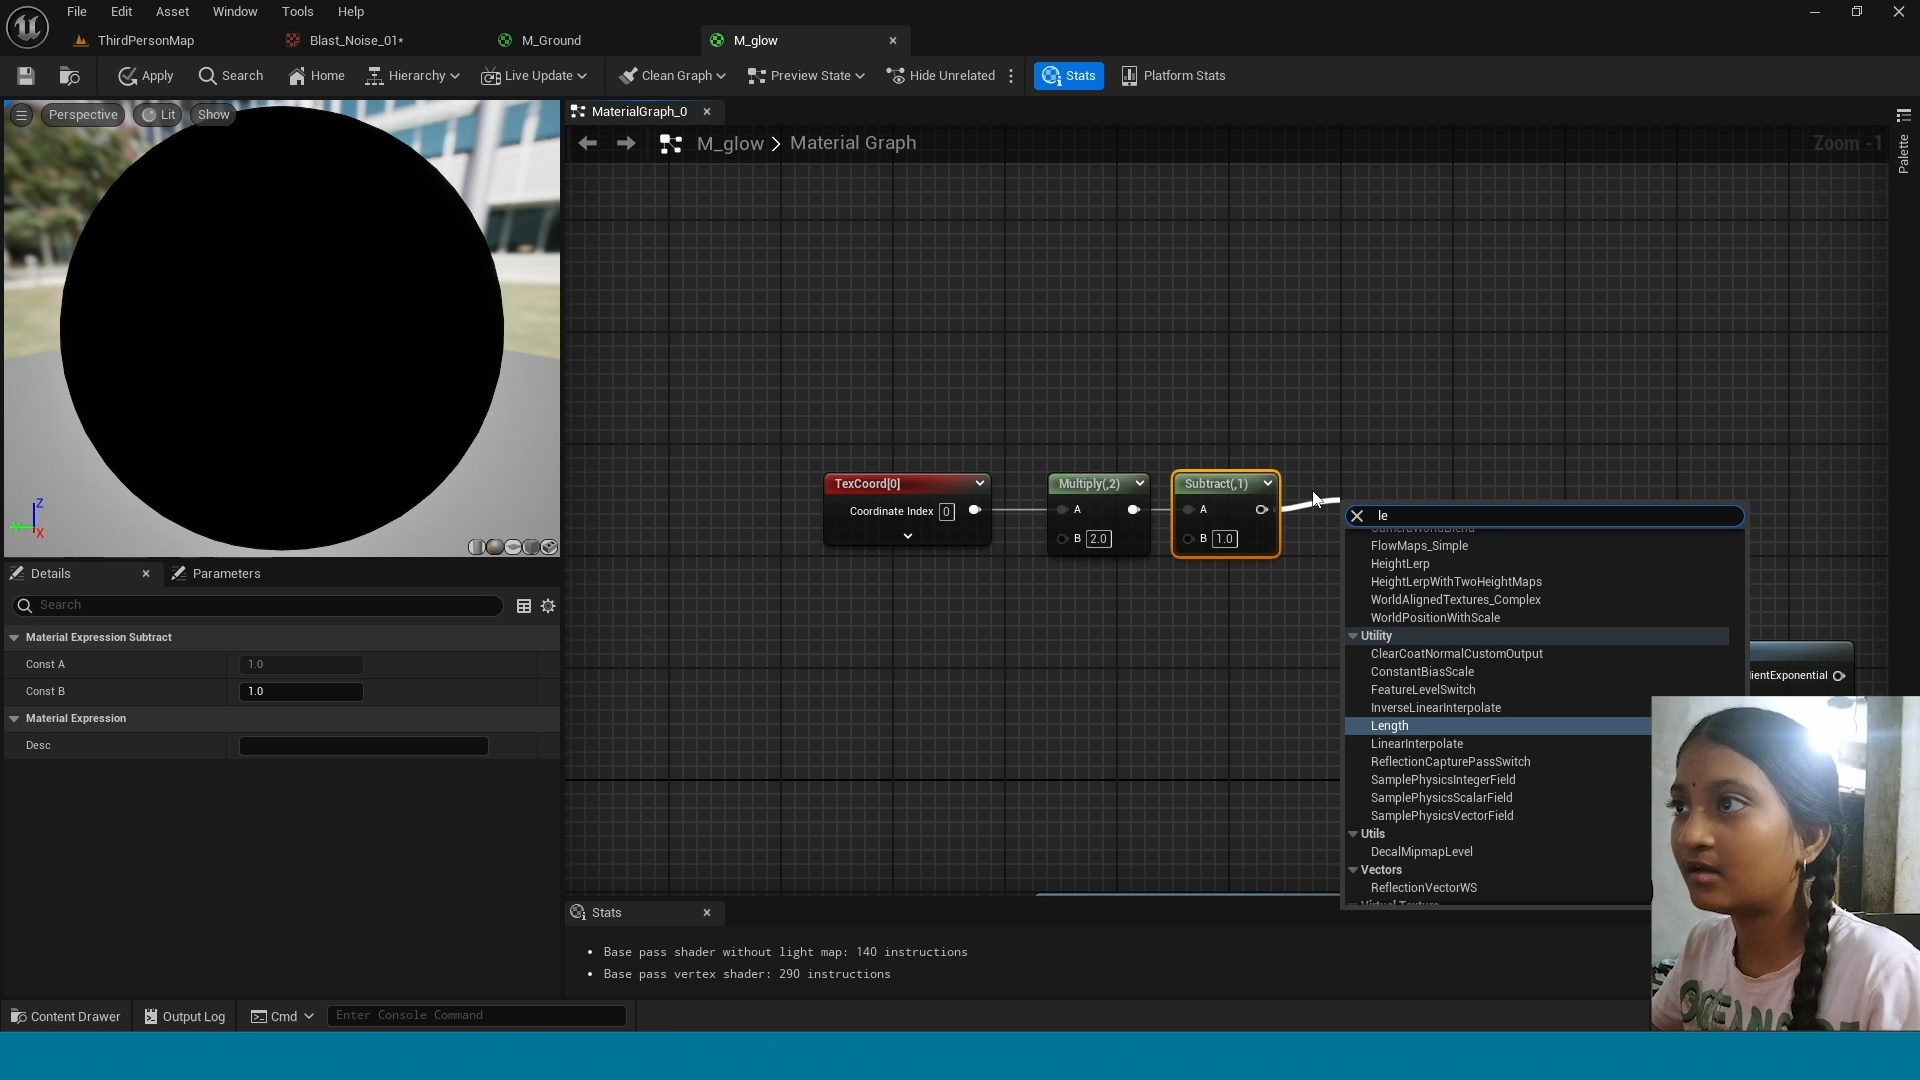 File Edit Asset Window Tools Help
ThirdPersonMap Blast_Noise_01* M_Ground M_glow
Apply Search Home Hierarchy Live Update Clean Graph Preview State Hide Unrelated Stats Platform Stats
Perspective Lit Show
MaterialGraph_0
M_glow > Material Graph
Zoom -1
Palette
TexCoord[0]
Coordinate Index 0
Multiply(,2)
A
B 2.0
Subtract(,1)
A
B 1.0
le
FlowMaps_Simple
HeightLerp
HeightLerpWithTwoHeightMaps
WorldAlignedTextures_Complex
WorldPositionWithScale
Utility
ClearCoatNormalCustomOutput
ConstantBiasScale
FeatureLevelSwitch
InverseLinearInterpolate
Length
LinearInterpolate
ReflectionCapturePassSwitch
SamplePhysicsIntegerField
SamplePhysicsScalarField
SamplePhysicsVectorField
Utils
DecalMipmapLevel
Vectors
ReflectionVectorWS
Virtual Texture
ientExponential
Z
X
Details Parameters
Search
Material Expression Subtract
Const A 1.0
Const B 1.0
Material Expression
Desc
Stats
Base pass shader without light map: 140 instructions
Base pass vertex shader: 290 instructions
Content Drawer Output Log Cmd Enter Console Command